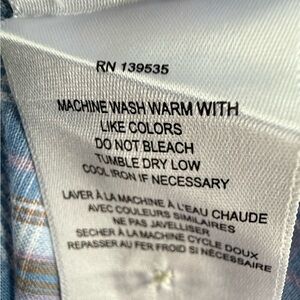 RN 139535
MACHINE WASH WARM WITH
LIKE COLORS
DO NOT BLEACH
TUMBLE DRY LOW
COOL IRON IF NECESSARY
LAVER À LA MACHINE À L'EAU CHAUDE
AVEC COULEURS SIMILAIRES
NE PAS JAVELLISER
SECHER À LA MACHINE CYCLE DOUX
REPASSER AU FER FROID SI NÉCESSAIRE